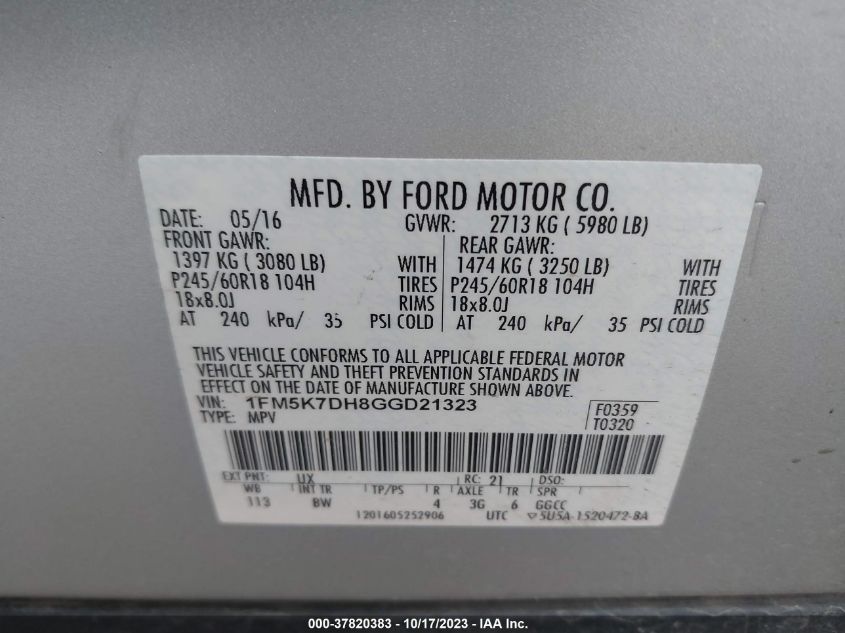 MFD. BY FORD MOTOR CO.
DATE: 05/16 GVWR: 2713 KG ( 5980 LB)
FRONT GAWR: REAR GAWR:
1397 KG ( 3080 LB) WITH 1474 KG ( 3250 LB) WITH
P245/60R18 104H TIRES P245/60R18 104H TIRES
18x8.0J RIMS 18x8.0J RIMS
AT 240 kPa/ 35 PSI COLD AT 240 kPa/ 35 PSI COLD
THIS VEHICLE CONFORMS TO ALL APPLICABLE FEDERAL MOTOR
VEHICLE SAFETY AND THEFT PREVENTION STANDARDS IN
EFFECT ON THE DATE OF MANUFACTURE SHOWN ABOVE.
VIN: 1FM5K7DH8GGD21323 F0359
TYPE: MPV T0320
EXT PNT: UX RC: 21 DSO:
WB INT TR TP/PS R AXLE TR SPR
113 BW 4 3G 6 GGCC
1201605252906 UTC ▽5U5A-1520472-BA
000-37820383 - 10/17/2023 - IAA Inc.